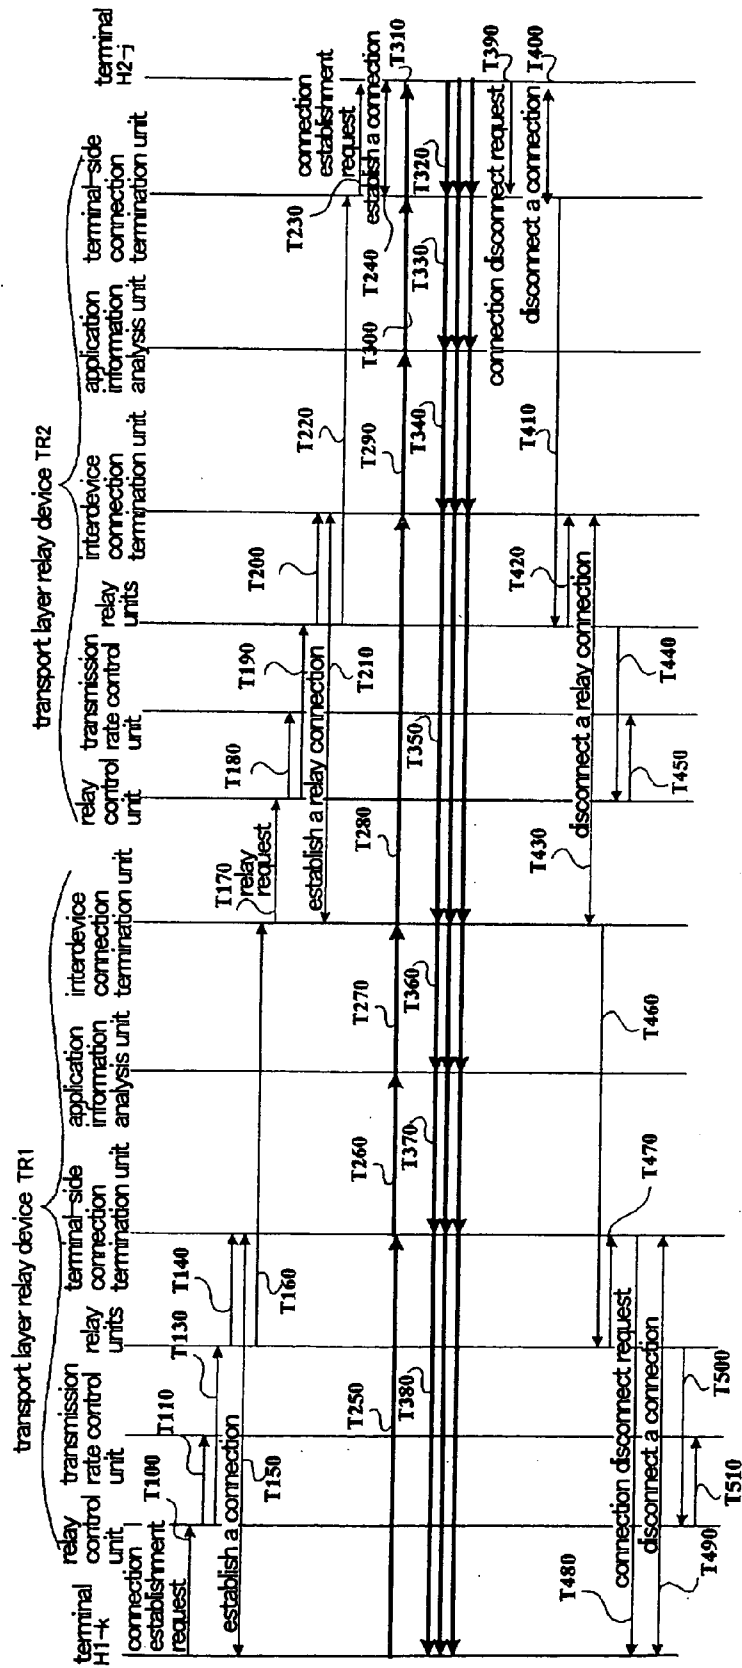 transport layer relay device TR1
transport layer relay device TR2
terminal
H1-k
relay
control
unit
transmission
rate control
unit
relay
units
terminal-side
connection
termination unit
application
information
analysis unit
interdevice
connection
termination unit
relay
control
unit
transmission
rate control
unit
relay
units
interdevice
connection
termination unit
application
information
analysis unit
terminal-side
connection
termination unit
terminal
H2-j
connection
establishment
request
T100
T110
T130
T140
establish a connection
T150
T160
T170
relay
request
T180
T190
T200
establish a relay connection
T210
T220
T230
connection
establishment
request
T240
establish a connection
T250
T260
T270
T280
T290
T300
T310
T320
T330
T340
T350
T360
T370
T380
connection disconnect request
T390
disconnect a connection
T400
T410
T420
T430
disconnect a relay connection
T440
T450
T460
T470
T480
connection disconnect request
T490
disconnect a connection
T500
T510